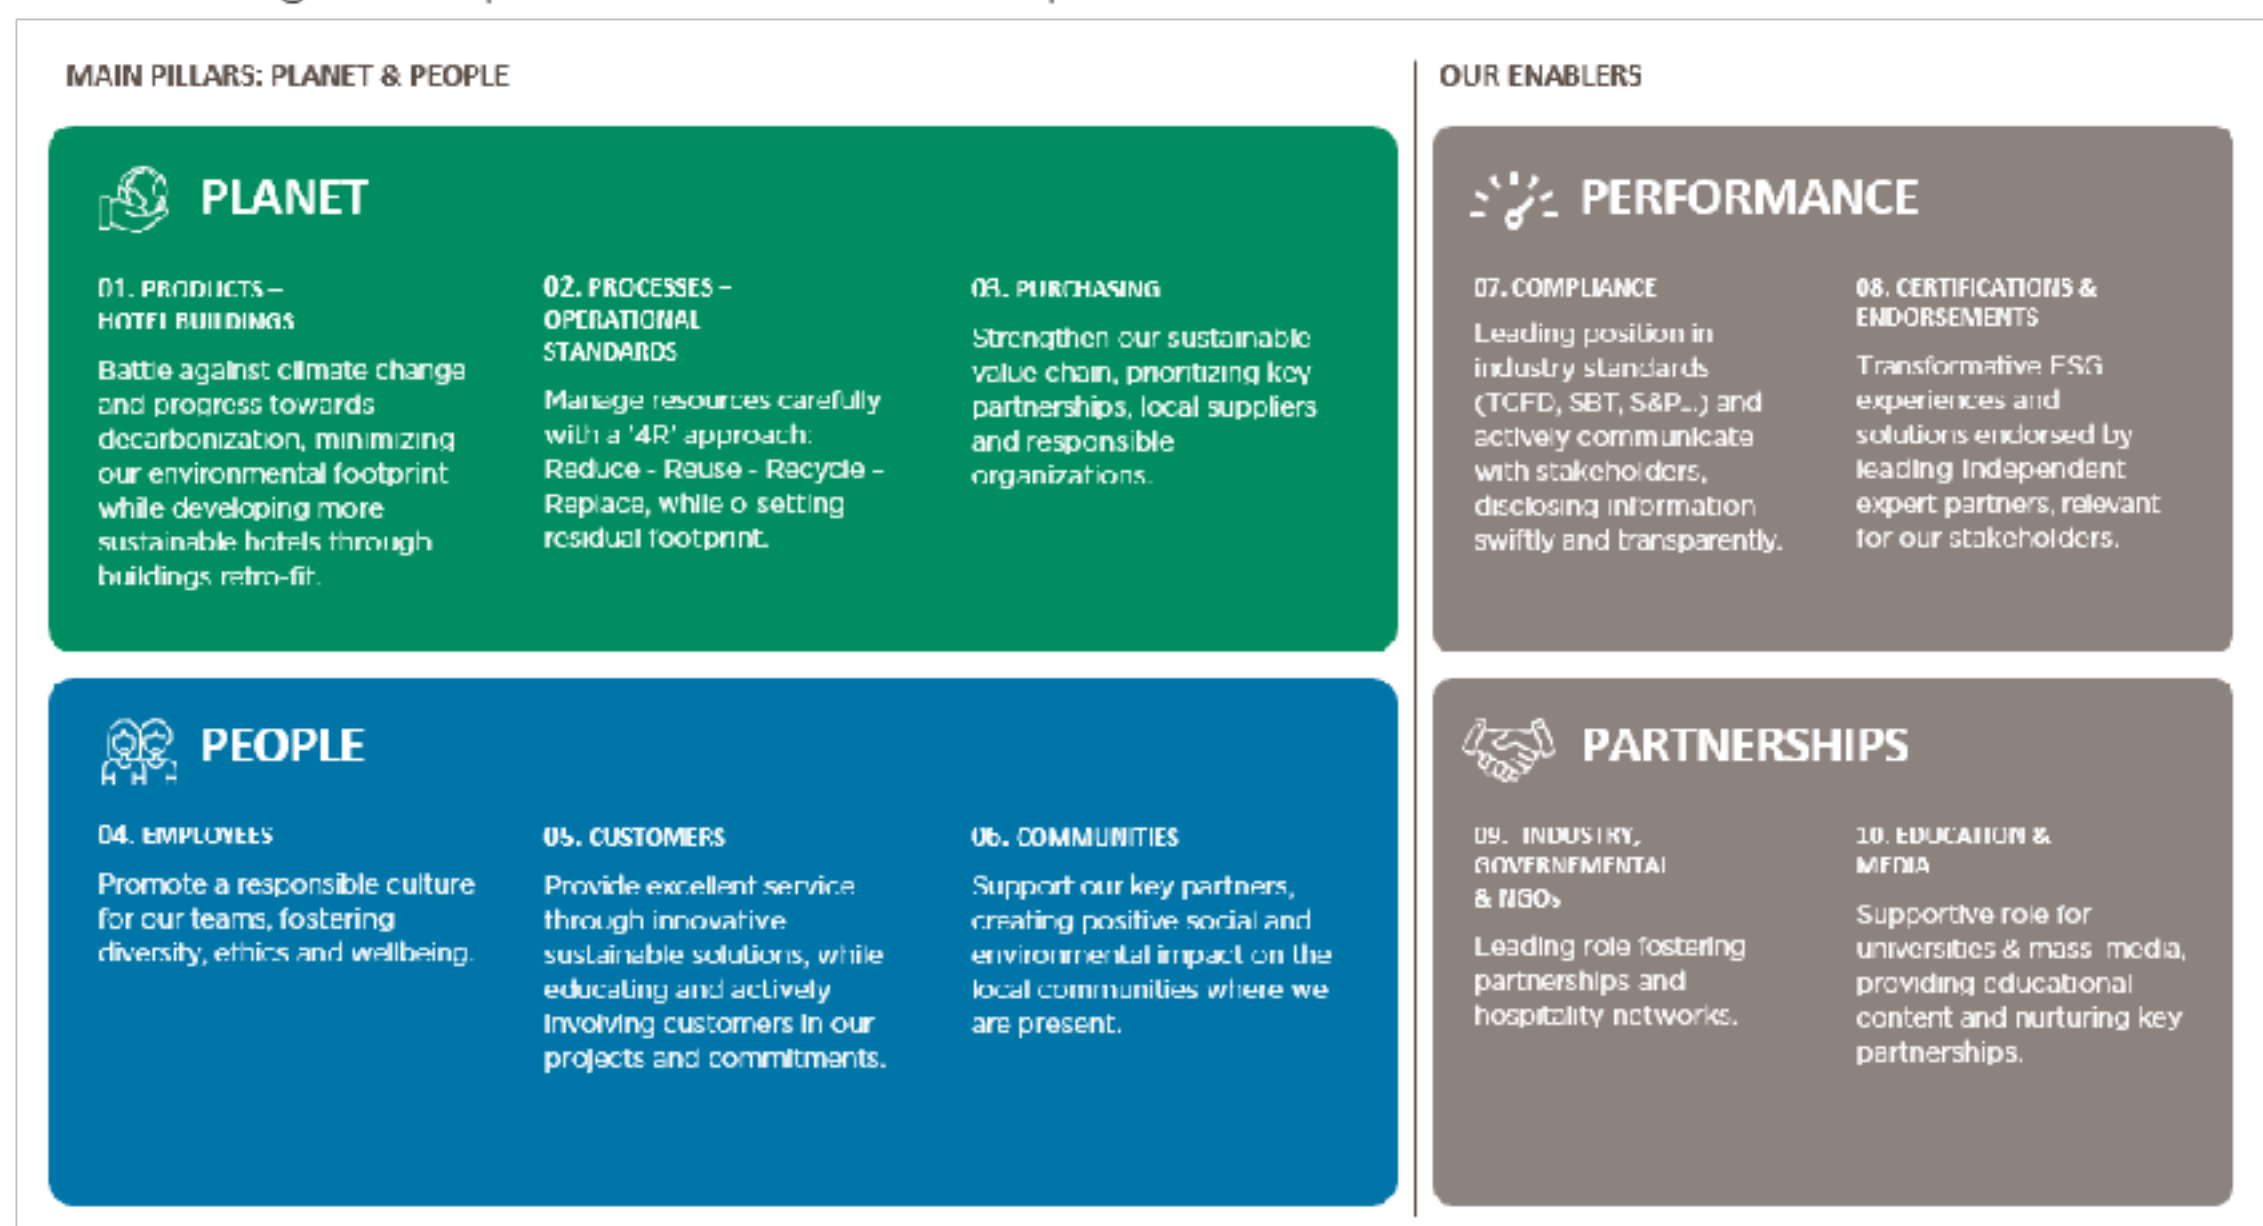 MAIN PILLARS: PLANET & PEOPLE
PLANET
01. PRODUCTS –
HOTEL BUILDINGS
Battle against climate change
and progress towards
decarbonization, minimizing
our environmental footprint
while developing more
sustainable hotels through
buildings retro-fit.
02. PROCESSES –
OPERATIONAL
STANDARDS
Manage resources carefully
with a '4R' approach:
Reduce - Reuse - Recycle –
Replace, while o setting
residual footprint.
03. PURCHASING
Strengthen our sustainable
value chain, prioritizing key
partnerships, local suppliers
and responsible
organizations.
PEOPLE
04. EMPLOYEES
Promote a responsible culture
for our teams, fostering
diversity, ethics and wellbeing.
05. CUSTOMERS
Provide excellent service
through innovative
sustainable solutions, while
educating and actively
involving customers in our
projects and commitments.
06. COMMUNITIES
Support our key partners,
creating positive social and
environmental impact on the
local communities where we
are present.
OUR ENABLERS
PERFORMANCE
07. COMPLIANCE
Leading position in
industry standards
(TCFD, SBT, S&P...) and
actively communicate
with stakeholders,
disclosing information
swiftly and transparently.
08. CERTIFICATIONS &
ENDORSEMENTS
Transformative ESG
experiences and
solutions endorsed by
leading independent
expert partners, relevant
for our stakeholders.
PARTNERSHIPS
09. INDUSTRY,
GOVERNEMENTAL
& NGOs
Leading role fostering
partnerships and
hospitality networks.
10. EDUCATION &
MEDIA
Supportive role for
universities & mass media,
providing educational
content and nurturing key
partnerships.